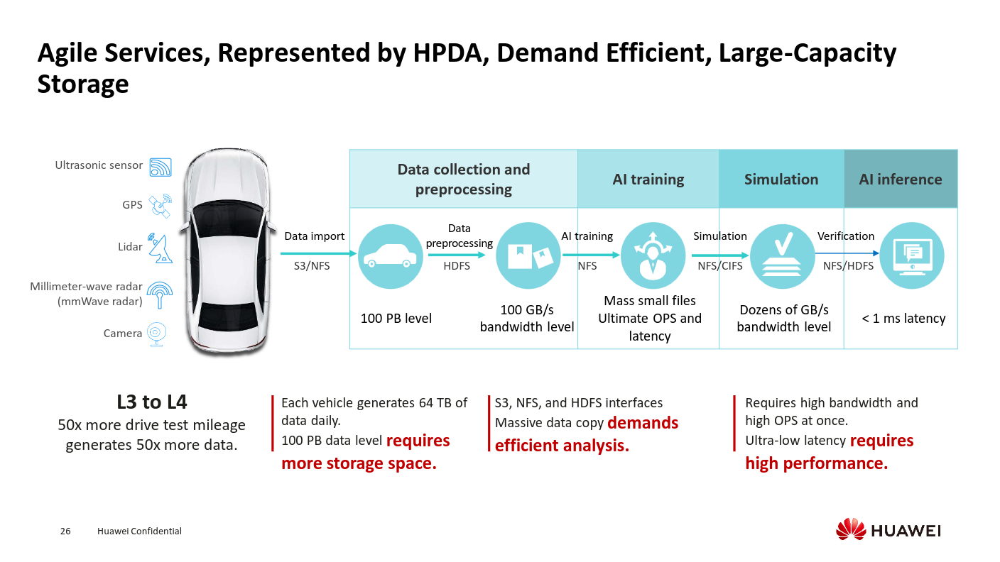 Agile Services, Represented by HPDA, Demand Efficient, Large-Capacity
Storage
Ultrasonic sensor
GPS
Lidar
Millimeter-wave radar
(mmWave radar)
Camera
Data collection and
preprocessing
AI training
Simulation
AI inference
Data import
S3/NFS
Data
preprocessing
HDFS
AI training
NFS
Simulation
NFS/CIFS
Verification
NFS/HDFS
100 PB level
100 GB/s
bandwidth level
Mass small files
Ultimate OPS and
latency
Dozens of GB/s
bandwidth level
< 1 ms latency
L3 to L4
50x more drive test mileage
generates 50x more data.
Each vehicle generates 64 TB of
data daily.
100 PB data level requires
more storage space.
S3, NFS, and HDFS interfaces
Massive data copy demands
efficient analysis.
Requires high bandwidth and
high OPS at once.
Ultra-low latency requires
high performance.
26
Huawei Confidential
HUAWEI